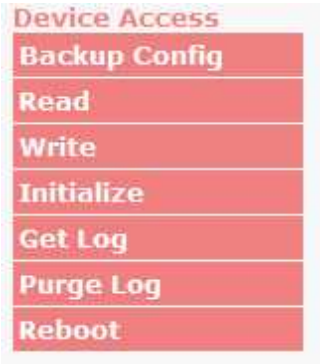 Device Access
Backup Config
Read
Write
Initialize
Get Log
Purge Log
Reboot